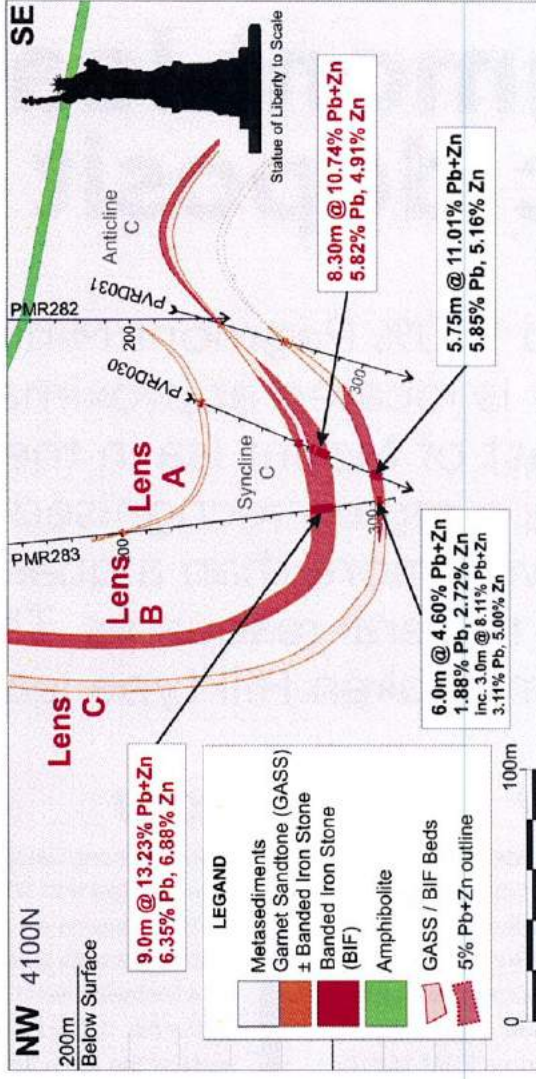 NW 4100N
200m
Below Surface
SE
Lens
C
Lens
B
Lens
A
PMR283
200
300
PVRD030
PMR282
200
PVRD031
300
Syncline
C
Anticline
C
Statue of Liberty to Scale
9.0m @ 13.23% Pb+Zn
6.35% Pb, 6.88% Zn
8.30m @ 10.74% Pb+Zn
5.82% Pb, 4.91% Zn
5.75m @ 11.01% Pb+Zn
5.85% Pb, 5.16% Zn
6.0m @ 4.60% Pb+Zn
1.88% Pb, 2.72% Zn
inc. 3.0m @ 8.11% Pb+Zn
3.11% Pb, 5.00% Zn
LEGAND
Metasediments
Garnet Sandtone (GASS)
± Banded Iron Stone
Banded Iron Stone
(BIF)
Amphibolite
GASS / BIF Beds
5% Pb+Zn outline
0
100m